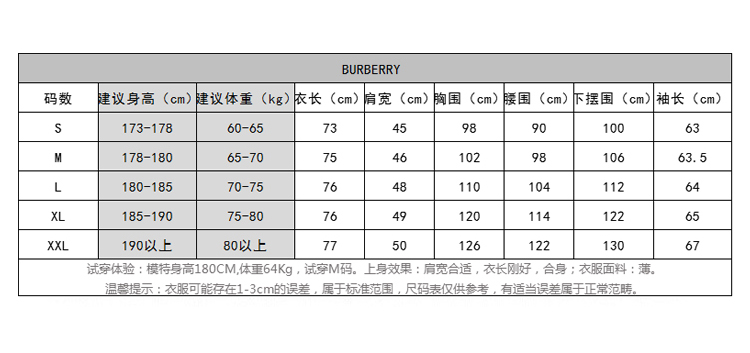 BURBERRY
码数 建议身高（cm） 建议体重（kg） 衣长（cm） 肩宽（cm） 胸围（cm） 腰围（cm） 下摆围（cm） 袖长（cm）
S 173-178 60-65 73 45 98 90 100 63
M 178-180 65-70 75 46 102 98 106 63.5
L 180-185 70-75 76 48 110 104 112 64
XL 185-190 75-80 76 49 120 114 122 65
XXL 190以上 80以上 77 50 126 122 130 67
试穿体验：模特身高180CM,体重64Kg，试穿M码。上身效果：肩宽合适，衣长刚好，合身；衣服面料：薄。
温馨提示：衣服可能存在1-3cm的误差，属于标准范围，尺码表仅供参考，有适当误差属于正常范畴。